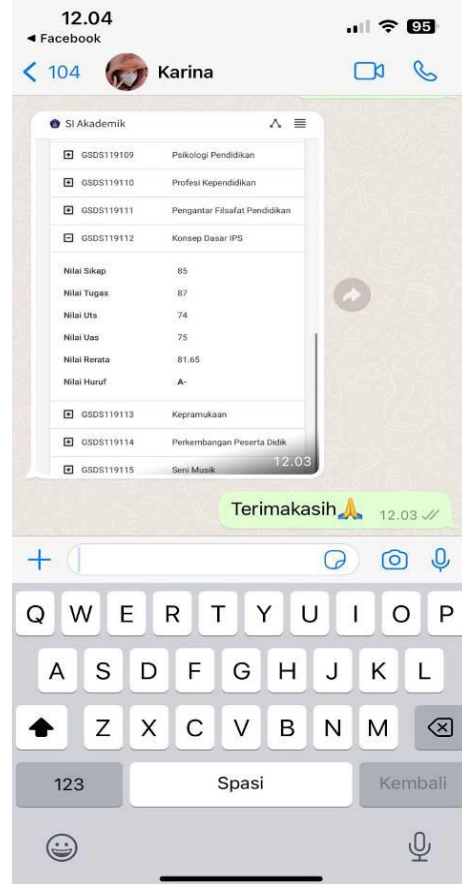 12.04
◀ Facebook
95
104 Karina
SI Akademik
GSDS119109 Psikologi Pendidikan
GSDS119110 Profesi Kependidikan
GSDS119111 Pengantar Filsafat Pendidikan
GSDS119112 Konsep Dasar IPS
Nilai Sikap 85
Nilai Tugas 87
Nilai Uts 74
Nilai Uas 75
Nilai Rerata 81.65
Nilai Huruf A-
GSDS119113 Kepramukaan
GSDS119114 Perkembangan Peserta Didik
GSDS119115 Seni Musik
12.03
Terimakasih🙏 12.03
Q W E R T Y U I O P
A S D F G H J K L
Z X C V B N M
123 Spasi Kembali